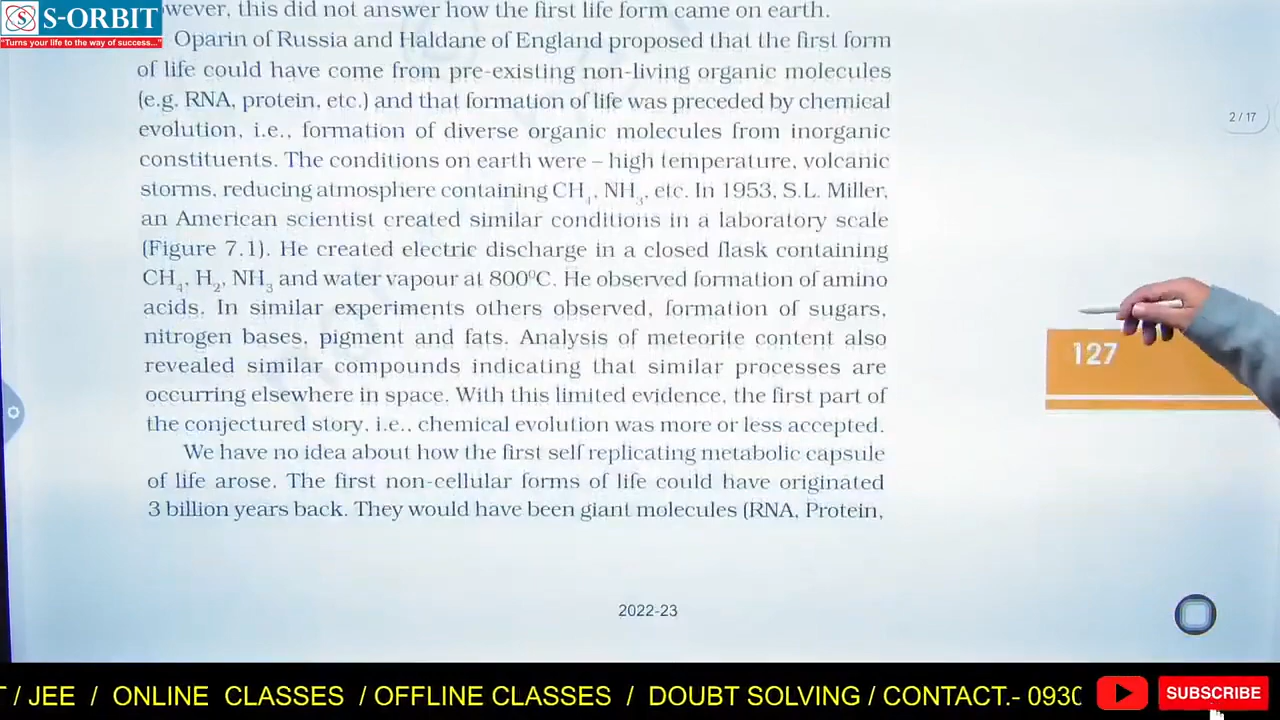 S-ORBIT
"Turns your life to the way of success..."
wever, this did not answer how the first life form came on earth.
Oparin of Russia and Haldane of England proposed that the first form
of life could have come from pre-existing non-living organic molecules
(e.g. RNA, protein, etc.) and that formation of life was preceded by chemical
evolution, i.e., formation of diverse organic molecules from inorganic
constituents. The conditions on earth were – high temperature, volcanic
storms, reducing atmosphere containing CH₄, NH₃, etc. In 1953, S.L. Miller,
an American scientist created similar conditions in a laboratory scale
(Figure 7.1). He created electric discharge in a closed flask containing
CH₄, H₂, NH₃ and water vapour at 800⁰C. He observed formation of amino
acids. In similar experiments others observed, formation of sugars,
nitrogen bases, pigment and fats. Analysis of meteorite content also
revealed similar compounds indicating that similar processes are
occurring elsewhere in space. With this limited evidence, the first part of
the conjectured story, i.e., chemical evolution was more or less accepted.
We have no idea about how the first self replicating metabolic capsule
of life arose. The first non-cellular forms of life could have originated
3 billion years back. They would have been giant molecules (RNA, Protein,
2 / 17
127
2022-23
T / JEE / ONLINE CLASSES / OFFLINE CLASSES / DOUBT SOLVING / CONTACT.- 0930
SUBSCRIBE